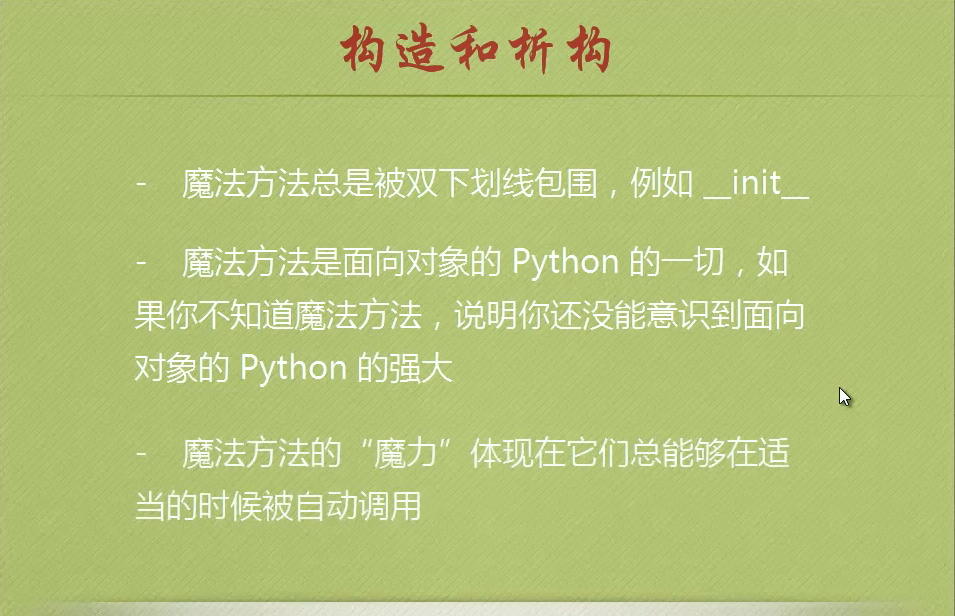 构造和析构
- 魔法方法总是被双下划线包围，例如 __init__
- 魔法方法是面向对象的 Python 的一切，如
果你不知道魔法方法，说明你还没能意识到面向
对象的 Python 的强大
- 魔法方法的“魔力”体现在它们总能够在适
当的时候被自动调用